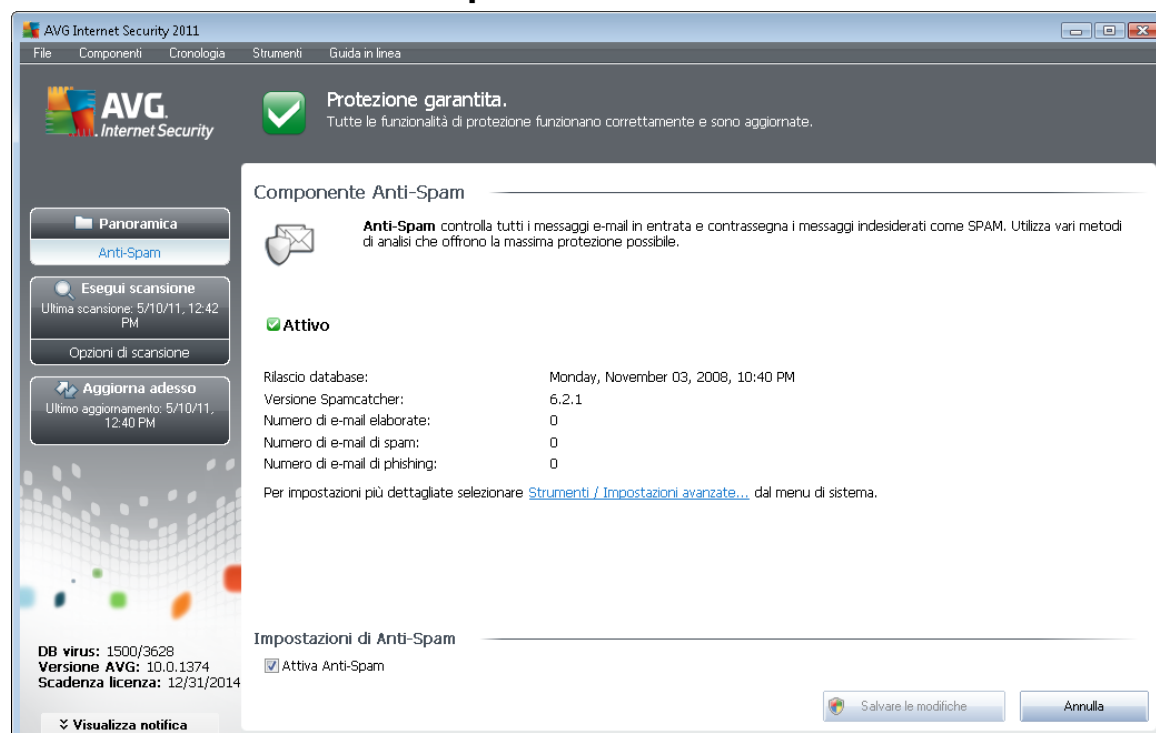 AVG Internet Security 2011
File Componenti Cronologia Strumenti Guida in linea
AVG.
Internet Security
Protezione garantita.
Tutte le funzionalità di protezione funzionano correttamente e sono aggiornate.
Panoramica
Anti-Spam
Esegui scansione
Ultima scansione: 5/10/11, 12:42
PM
Opzioni di scansione
Aggiorna adesso
Ultimo aggiornamento: 5/10/11,
12:40 PM
DB virus: 1500/3628
Versione AVG: 10.0.1374
Scadenza licenza: 12/31/2014
Visualizza notifica
Componente Anti-Spam
Anti-Spam controlla tutti i messaggi e-mail in entrata e contrassegna i messaggi indesiderati come SPAM. Utilizza vari metodi
di analisi che offrono la massima protezione possibile.
Attivo
Rilascio database: Monday, November 03, 2008, 10:40 PM
Versione Spamcatcher: 6.2.1
Numero di e-mail elaborate: 0
Numero di e-mail di spam: 0
Numero di e-mail di phishing: 0
Per impostazioni più dettagliate selezionare Strumenti / Impostazioni avanzate... dal menu di sistema.
Impostazioni di Anti-Spam
Attiva Anti-Spam
Salvare le modifiche Annulla